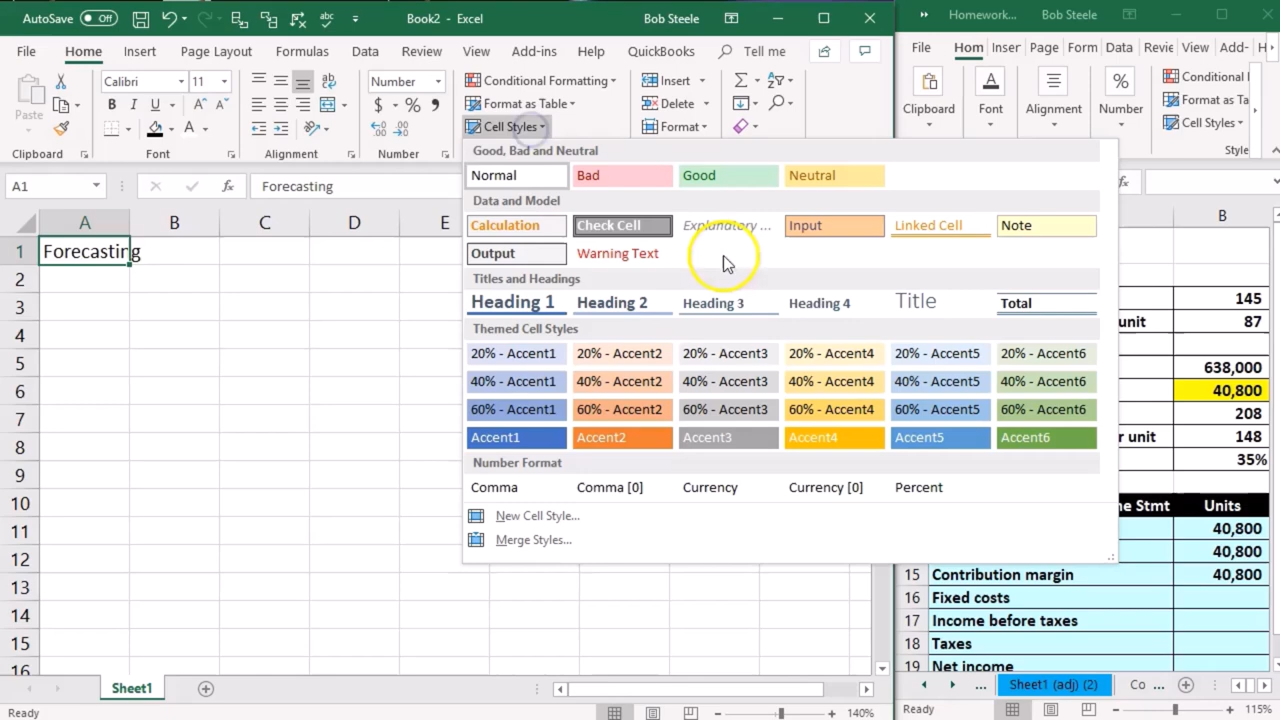 AutoSave Off Book2 - Excel Bob Steele
File Home Insert Page Layout Formulas Data Review View Add-ins Help QuickBooks Tell me
Paste Calibri 11 Number Conditional Formatting Insert
B I U $ % Format as Table Delete
Cell Styles Format
Clipboard Font Alignment Number
A1 fx Forecasting
A B C D E
1 Forecasting
2
3
4
5
6
7
8
9
10
11
12
13
14
15
16
Good, Bad and Neutral
Normal Bad Good Neutral
Data and Model
Calculation Check Cell Explanatory ... Input Linked Cell Note
Output Warning Text
Titles and Headings
Heading 1 Heading 2 Heading 3 Heading 4 Title Total
Themed Cell Styles
20% - Accent1 20% - Accent2 20% - Accent3 20% - Accent4 20% - Accent5 20% - Accent6
40% - Accent1 40% - Accent2 40% - Accent3 40% - Accent4 40% - Accent5 40% - Accent6
60% - Accent1 60% - Accent2 60% - Accent3 60% - Accent4 60% - Accent5 60% - Accent6
Accent1 Accent2 Accent3 Accent4 Accent5 Accent6
Number Format
Comma Comma [0] Currency Currency [0] Percent
New Cell Style...
Merge Styles...
Sheet1
Ready 140%
Homework... Bob Steele
File Hom Inser Page Form Data Revie View Add- H
Clipboard Font Alignment Number Conditional
Format as Ta
Cell Styles
Style
fx
B
145
unit 87
638,000
40,800
208
r unit 148
35%
ne Stmt Units
40,800
40,800
15 Contribution margin 40,800
16 Fixed costs
17 Income before taxes
18 Taxes
19 Net income
... Sheet1 (adj) (2) Co ...
Ready 115%